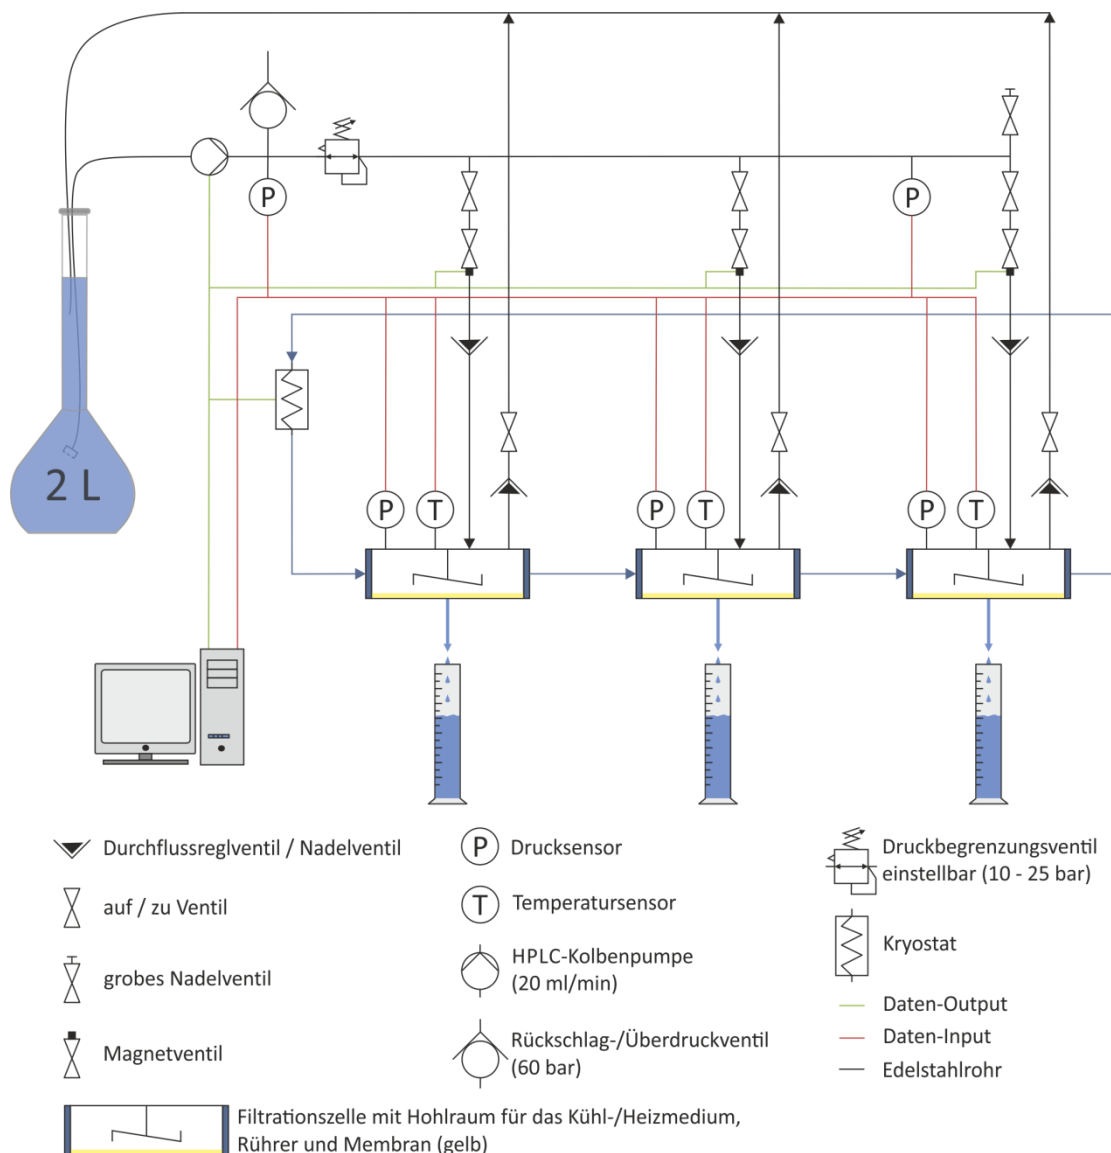 P
P
2 L
P
T
P
T
P
T
Durchflussreglventil / Nadelventil
auf / zu Ventil
grobes Nadelventil
Magnetventil
P
Drucksensor
T
Temperatursensor
HPLC-Kolbenpumpe
(20 ml/min)
Rückschlag-/Überdruckventil
(60 bar)
Druckbegrenzungsventil
einstellbar (10 - 25 bar)
Kryostat
Daten-Output
Daten-Input
Edelstahlrohr
Filtrationszelle mit Hohlraum für das Kühl-/Heizmedium,
Rührer und Membran (gelb)